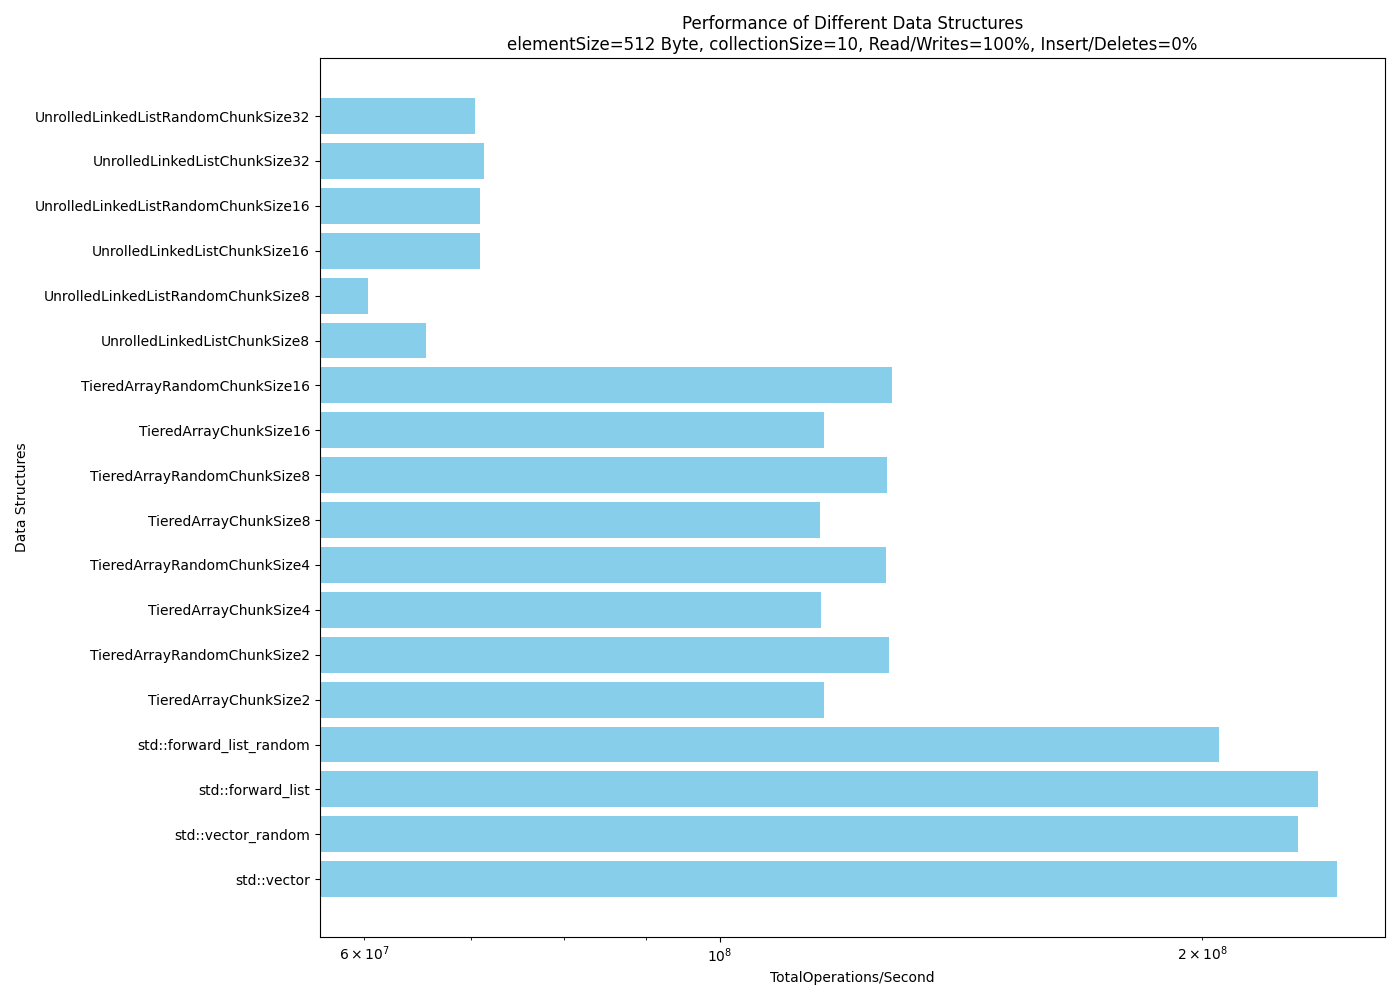 Performance of Different Data Structures
elementSize=512 Byte, collectionSize=10, Read/Writes=100%, Insert/Deletes=0%
UnrolledLinkedListRandomChunkSize32
UnrolledLinkedListChunkSize32
UnrolledLinkedListRandomChunkSize16
UnrolledLinkedListChunkSize16
UnrolledLinkedListRandomChunkSize8
UnrolledLinkedListChunkSize8
TieredArrayRandomChunkSize16
TieredArrayChunkSize16
TieredArrayRandomChunkSize8
TieredArrayChunkSize8
TieredArrayRandomChunkSize4
TieredArrayChunkSize4
TieredArrayRandomChunkSize2
TieredArrayChunkSize2
std::forward_list_random
std::forward_list
std::vector_random
std::vector
Data Structures
6 × 10⁷ 10⁸ 2 × 10⁸
TotalOperations/Second